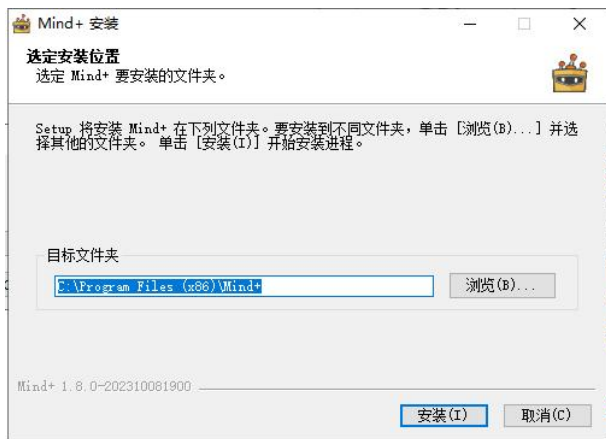 Mind+ 安装
选定安装位置
选定 Mind+ 要安装的文件夹。
Setup 将安装 Mind+ 在下列文件夹。要安装到不同文件夹，单击 [浏览(B)...] 并选
择其他的文件夹。 单击 [安装(I)] 开始安装进程。
目标文件夹
C:\Program Files (x86)\Mind+
浏览(B)...
Mind+ 1.8.0-202310081900
安装(I)
取消(C)